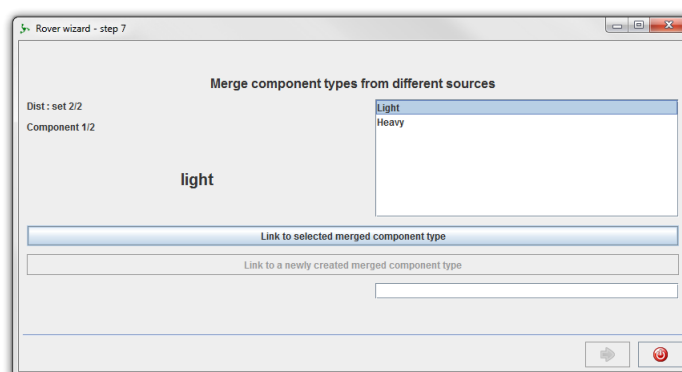 Rover wizard - step 7
Merge component types from different sources
Dist : set 2/2
Component 1/2
light
Light
Heavy
Link to selected merged component type
Link to a newly created merged component type